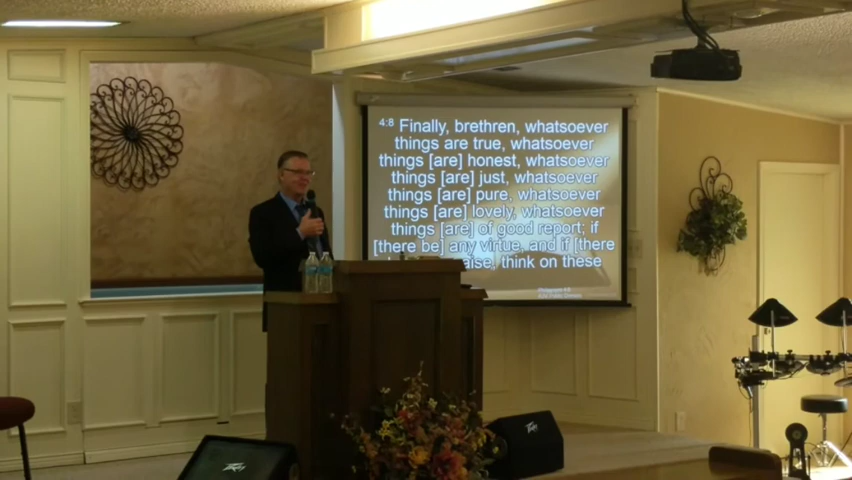 4:8 Finally, brethren, whatsoever
things are true, whatsoever
things [are] honest, whatsoever
things [are] just, whatsoever
things [are] pure, whatsoever
things [are] lovely, whatsoever
things [are] of good report; if
[there be] any virtue, and if [there
think on these
PEAVEY
PEAVEY